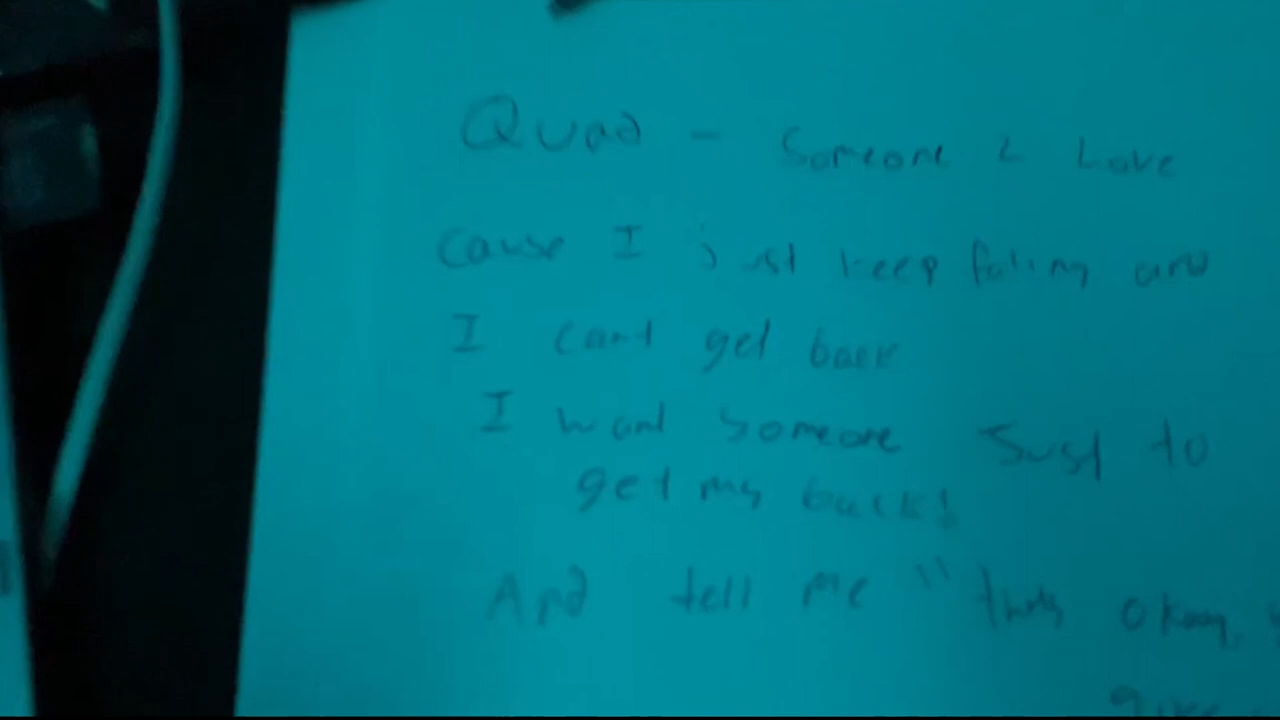 Quad - Someone 2 Love
cause I just keep faling and
I cant get back
I want someone Just to
get my back!
And tell me "thats okay,